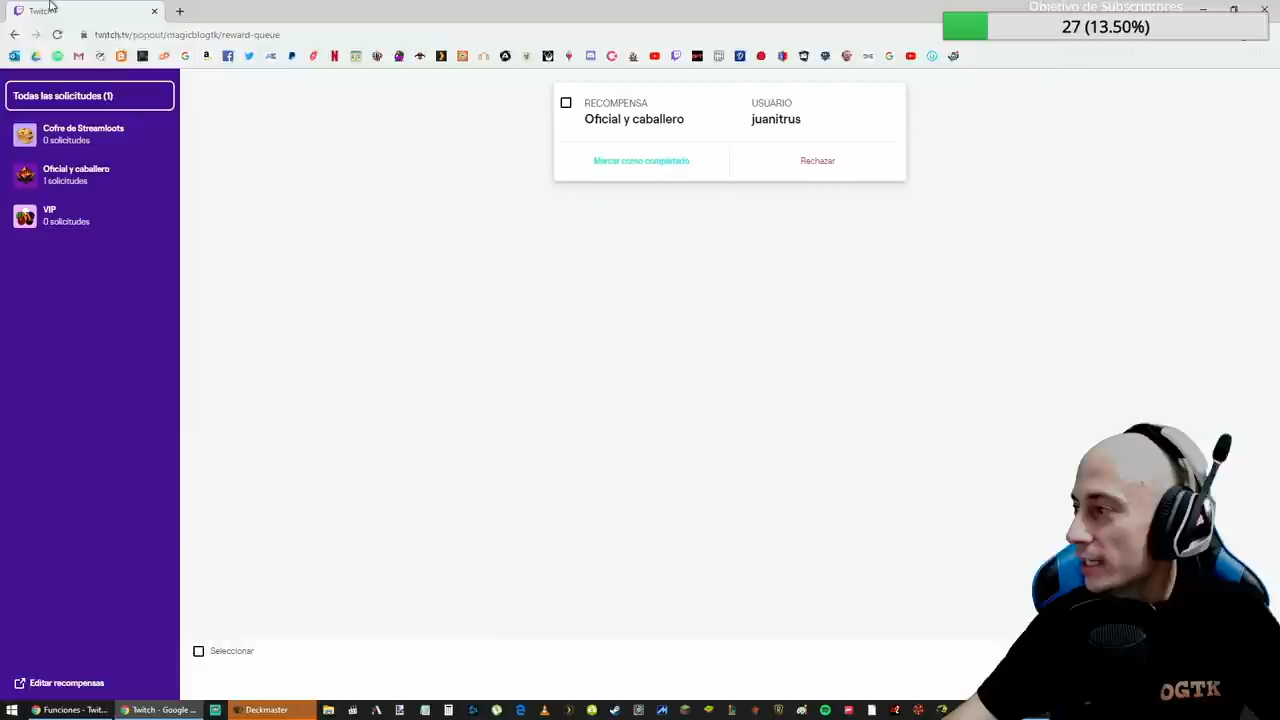 Twitch
Objetivo de Subscriptores
27 (13.50%)
twitch.tv/popout/magicblogtk/reward-queue
Todas las solicitudes (1)
Cofre de Streamloots
0 solicitudes
Oficial y caballero
1 solicitudes
VIP
0 solicitudes
RECOMPENSA
USUARIO
Oficial y caballero
juanitrus
Marcar como completado
Rechazar
Seleccionar
Editar recompensas
Funciones - Twit...
Twitch - Google ...
Deckmaster
OGTK